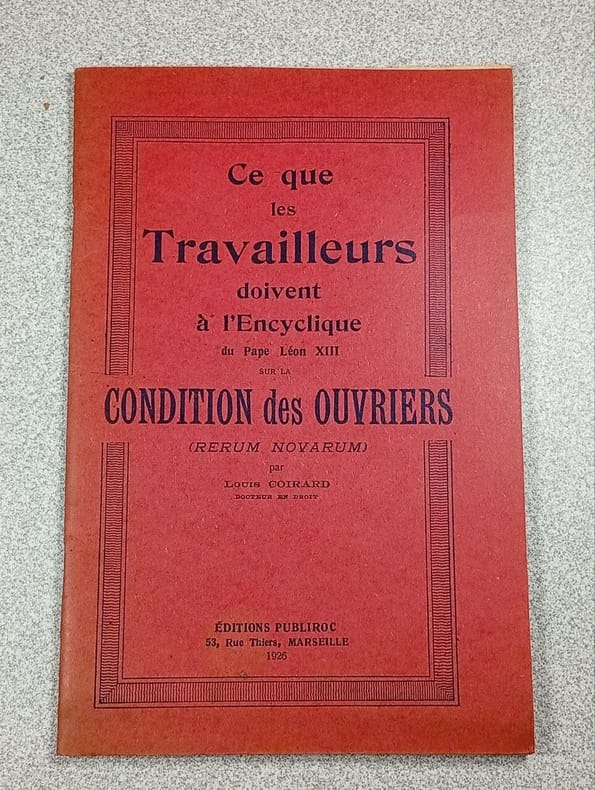 Ce que
les
Travailleurs
doivent
à l'Encyclique
du Pape Léon XIII
SUR LA
CONDITION des OUVRIERS
(RERUM NOVARUM)
par
Louis COIRARD
DOCTEUR EN DROIT
ÉDITIONS PUBLIROC
53, Rue Thiers, MARSEILLE
1926